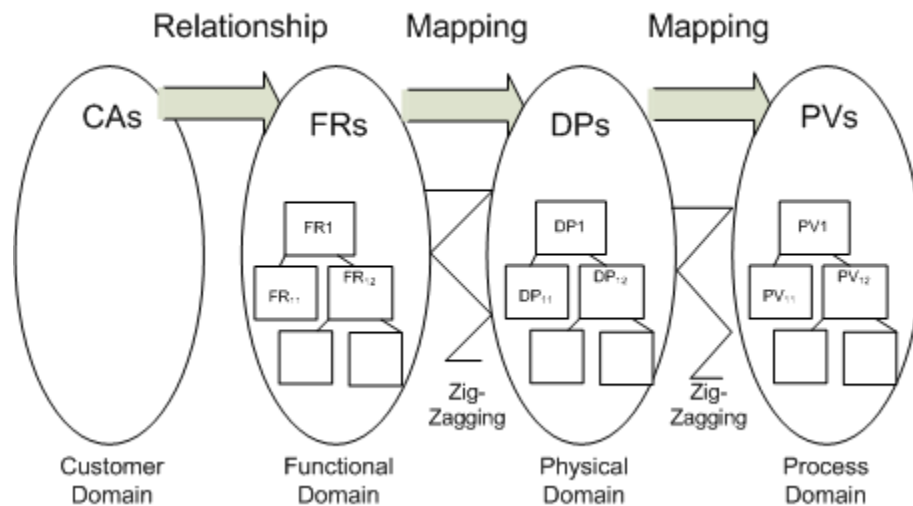 Relationship Mapping Mapping
CAs FRs DPs PVs
FR1 DP1 PV1
FR₁₁ FR₁₂ DP₁₁ DP₁₂ PV₁₁ PV₁₂
Zig-
Zagging
Zig-
Zagging
Customer
Domain
Functional
Domain
Physical
Domain
Process
Domain